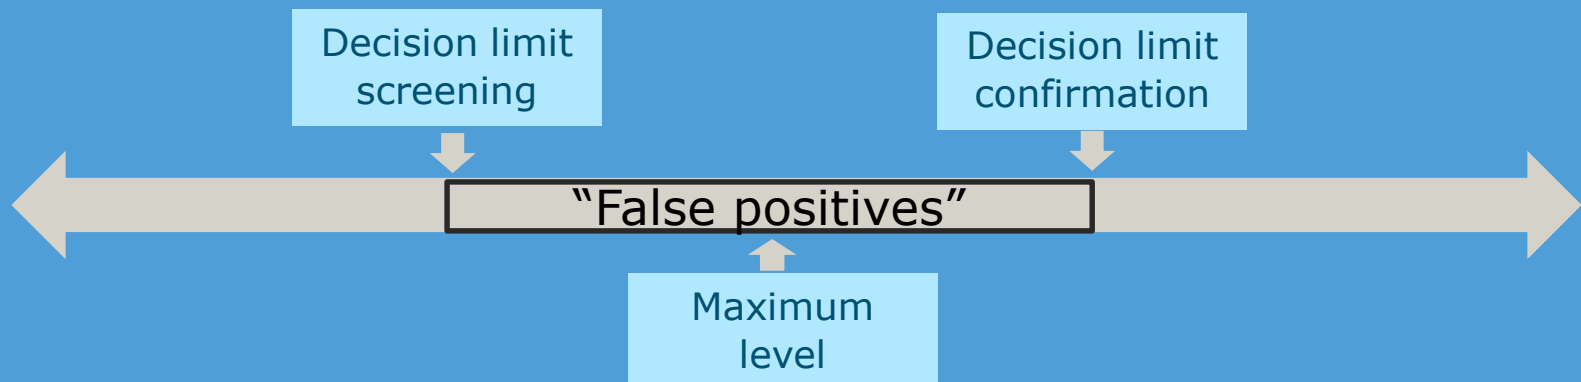 Decision limit
screening
Decision limit
confirmation
“False positives”
Maximum
level